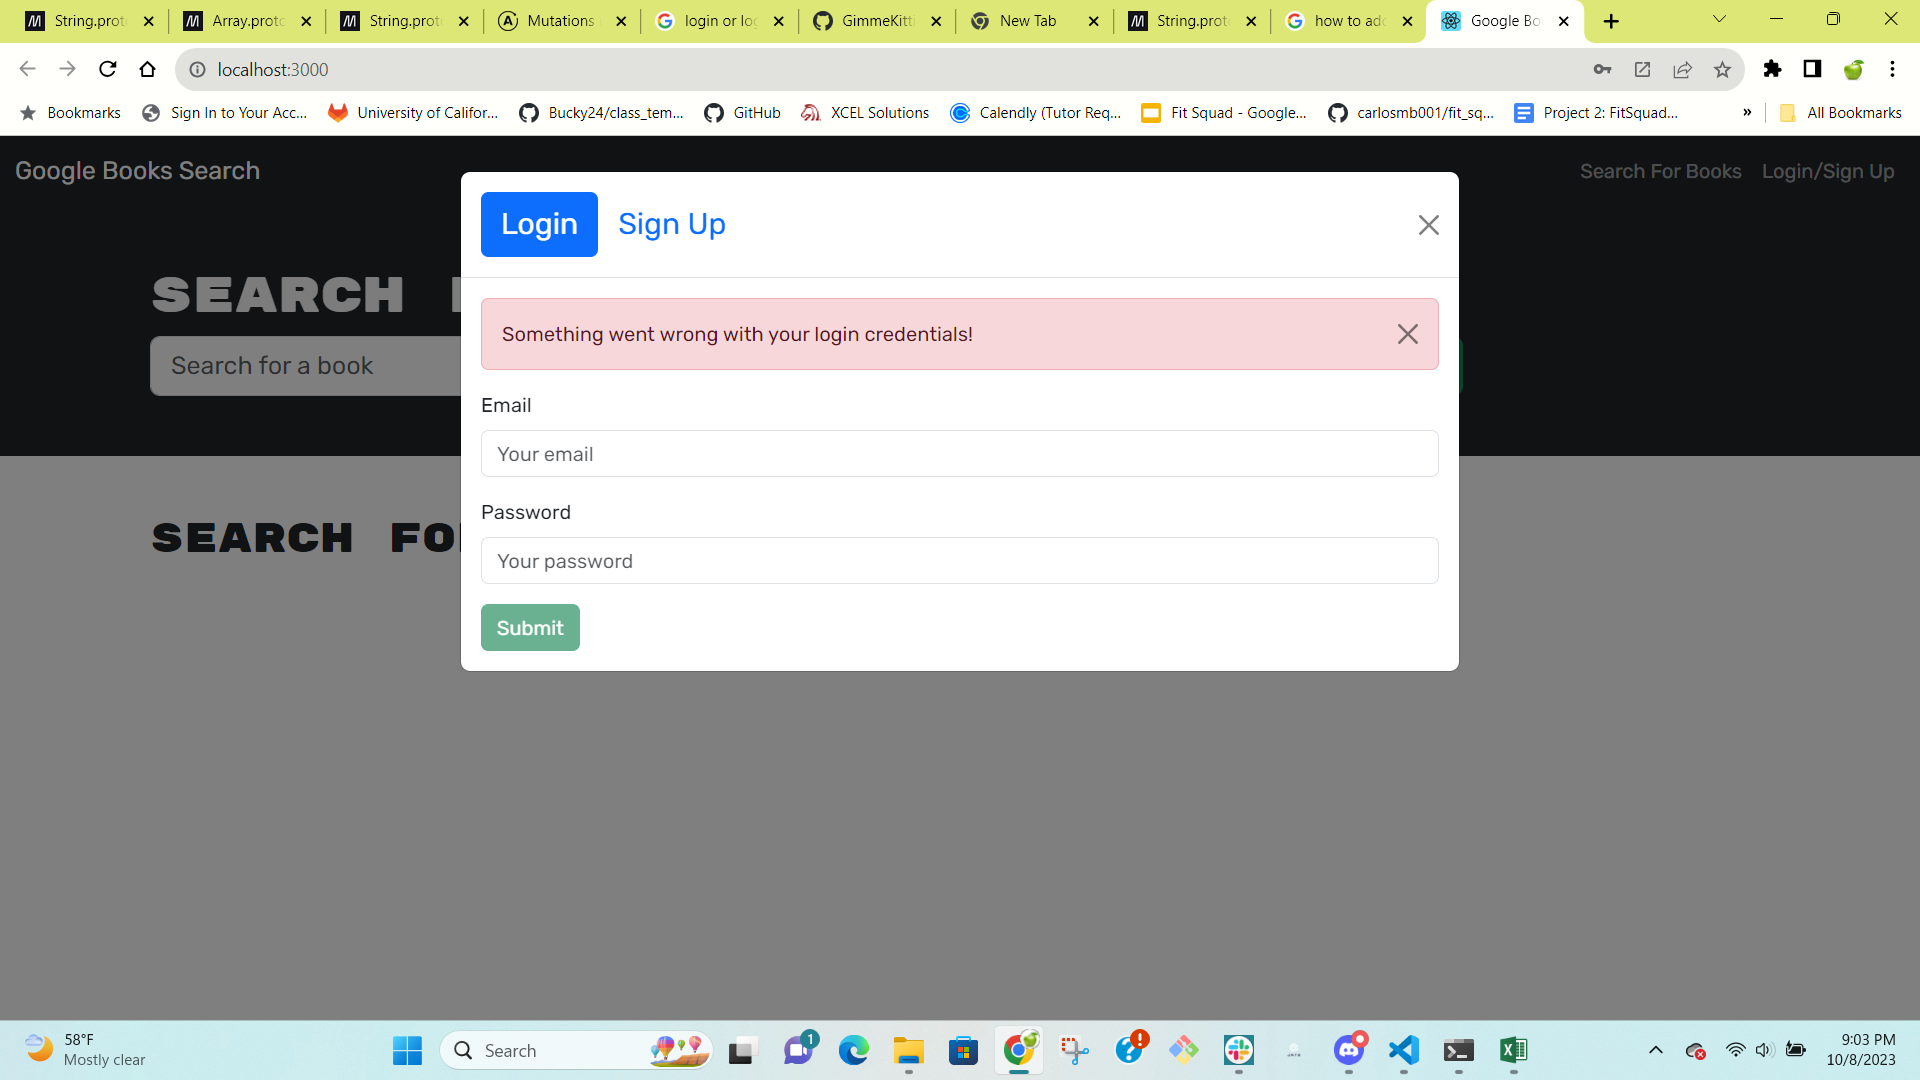 String.prot
Array.proto
String.prot
Mutations
login or log
GimmeKitti
New Tab
String.prot
how to add
Google Bo
localhost:3000
Bookmarks
Sign In to Your Acc...
University of Califor...
Bucky24/class_tem...
GitHub
XCEL Solutions
Calendly (Tutor Req...
Fit Squad - Google...
carlosmb001/fit_sq...
Project 2: FitSquad...
»
All Bookmarks
Google Books Search
Search For Books
Login/Sign Up
Login
Sign Up
SEARCH
Search for a book
Something went wrong with your login credentials!
Email
Your email
Password
Your password
SEARCH FO
Submit
58°F
Mostly clear
Search
1
9:03 PM
10/8/2023